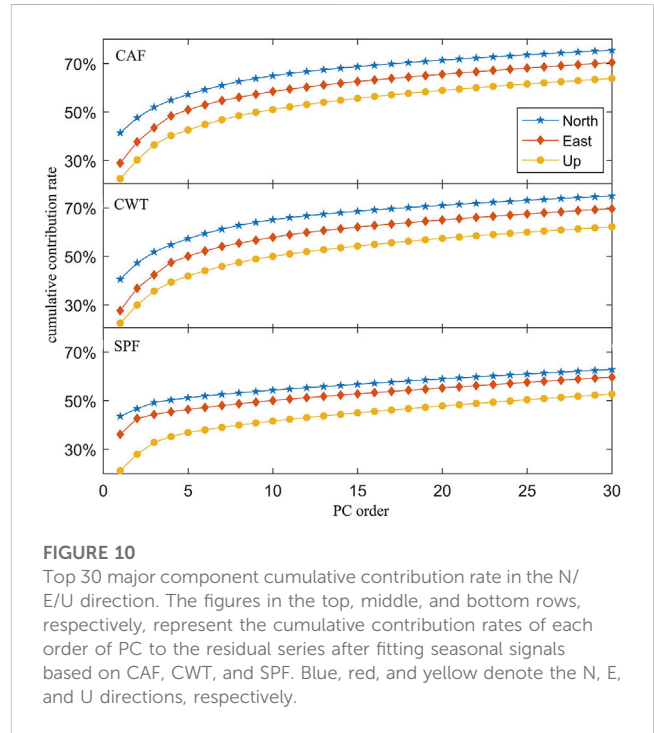 CAF
70%
50%
30%
North
East
Up
cumulative contribution rate
CWT
70%
50%
30%
SPF
70%
50%
30%
0 5 10 15 20 25 30
PC order
FIGURE 10
Top 30 major component cumulative contribution rate in the N/
E/U direction. The figures in the top, middle, and bottom rows,
respectively, represent the cumulative contribution rates of each
order of PC to the residual series after fitting seasonal signals
based on CAF, CWT, and SPF. Blue, red, and yellow denote the N, E,
and U directions, respectively.